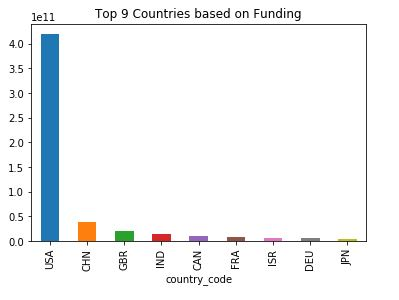 Top 9 Countries based on Funding
1e11
4.0
3.5
3.0
2.5
2.0
1.5
1.0
0.5
0.0
USA CHN GBR IND CAN FRA ISR DEU JPN
country_code